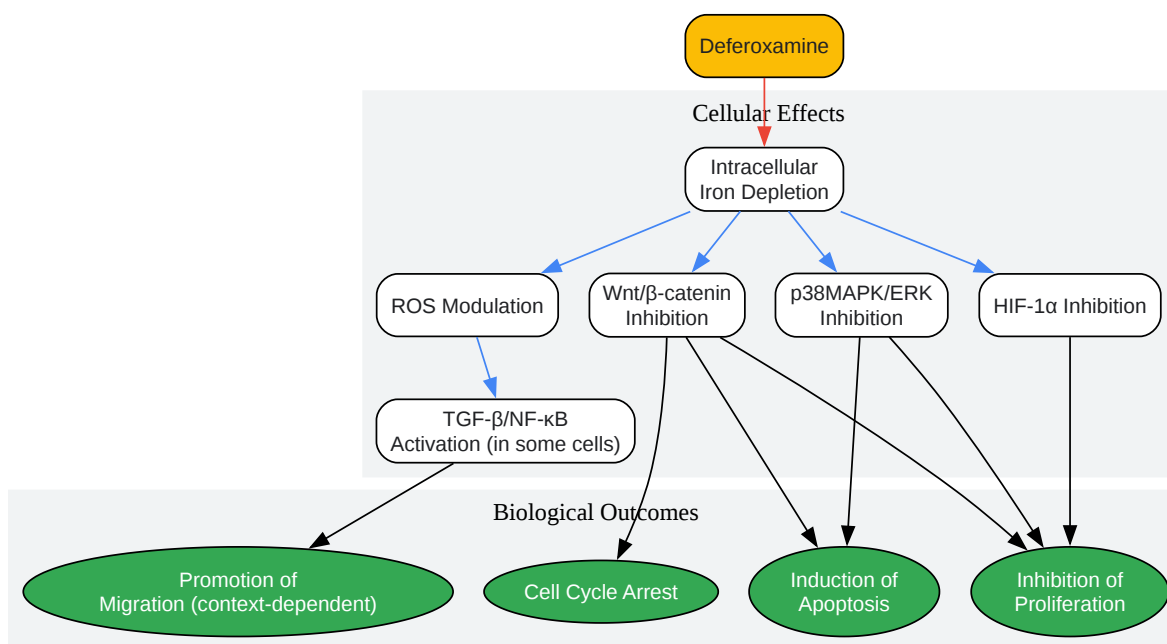 Deferoxamine
Cellular Effects
Intracellular
Iron Depletion
ROS Modulation
Wnt/β-catenin
Inhibition
p38MAPK/ERK
Inhibition
HIF-1α Inhibition
TGF-β/NF-κB
Activation (in some cells)
Biological Outcomes
Promotion of
Migration (context-dependent)
Cell Cycle Arrest
Induction of
Apoptosis
Inhibition of
Proliferation